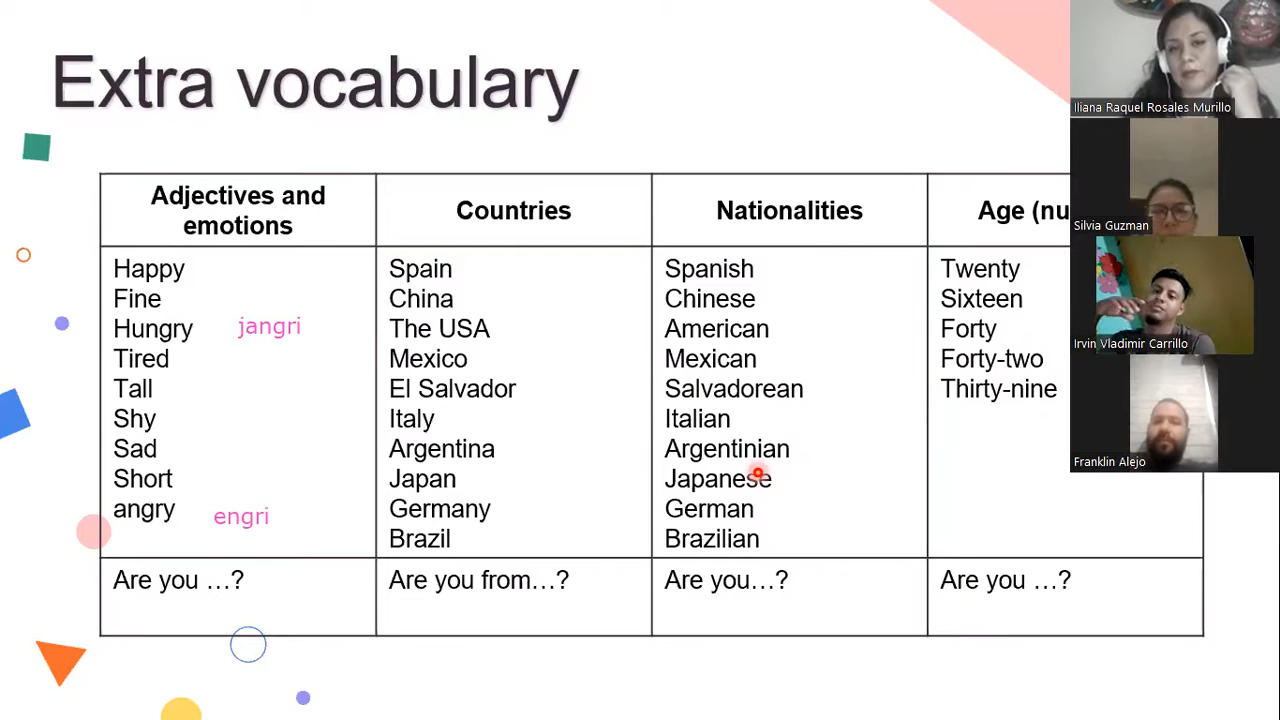 Extra vocabulary
Adjectives and emotions
Countries
Nationalities
Age (nu
Happy
Fine
Hungry jangri
Tired
Tall
Shy
Sad
Short
angry engri
Spain
China
The USA
Mexico
El Salvador
Italy
Argentina
Japan
Germany
Brazil
Spanish
Chinese
American
Mexican
Salvadorean
Italian
Argentinian
Japanese
German
Brazilian
Twenty
Sixteen
Forty
Forty-two
Thirty-nine
Are you …?
Are you from…?
Are you…?
Are you …?
Iliana Raquel Rosales Murillo
Silvia Guzman
Irvin Vladimir Carrillo
Franklin Alejo